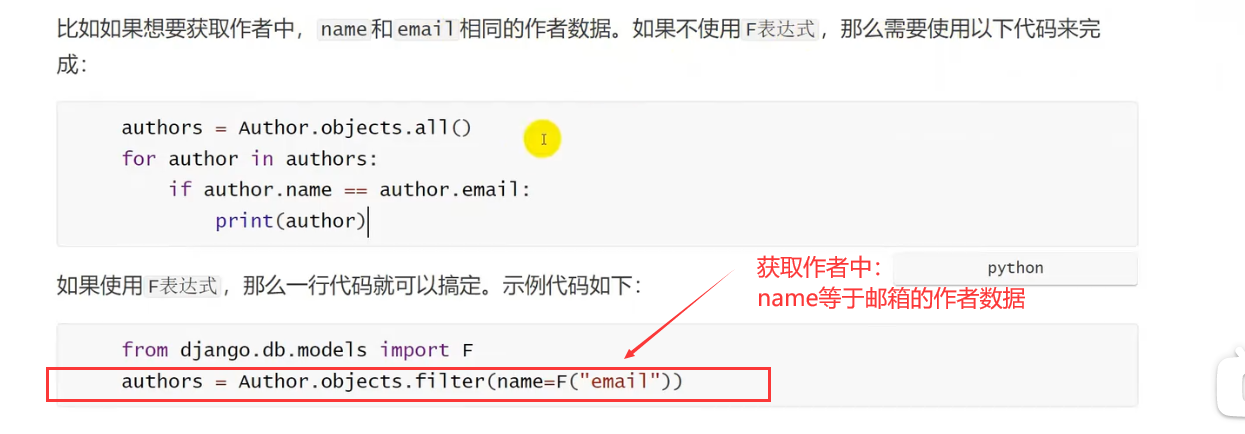 比如如果想要获取作者中，name和email相同的作者数据。如果不使用F表达式，那么需要使用以下代码来完
成：
authors = Author.objects.all()
for author in authors:
    if author.name == author.email:
        print(author)
获取作者中：
python
如果使用F表达式，那么一行代码就可以搞定。示例代码如下：
name等于邮箱的作者数据
from django.db.models import F
authors = Author.objects.filter(name=F("email"))